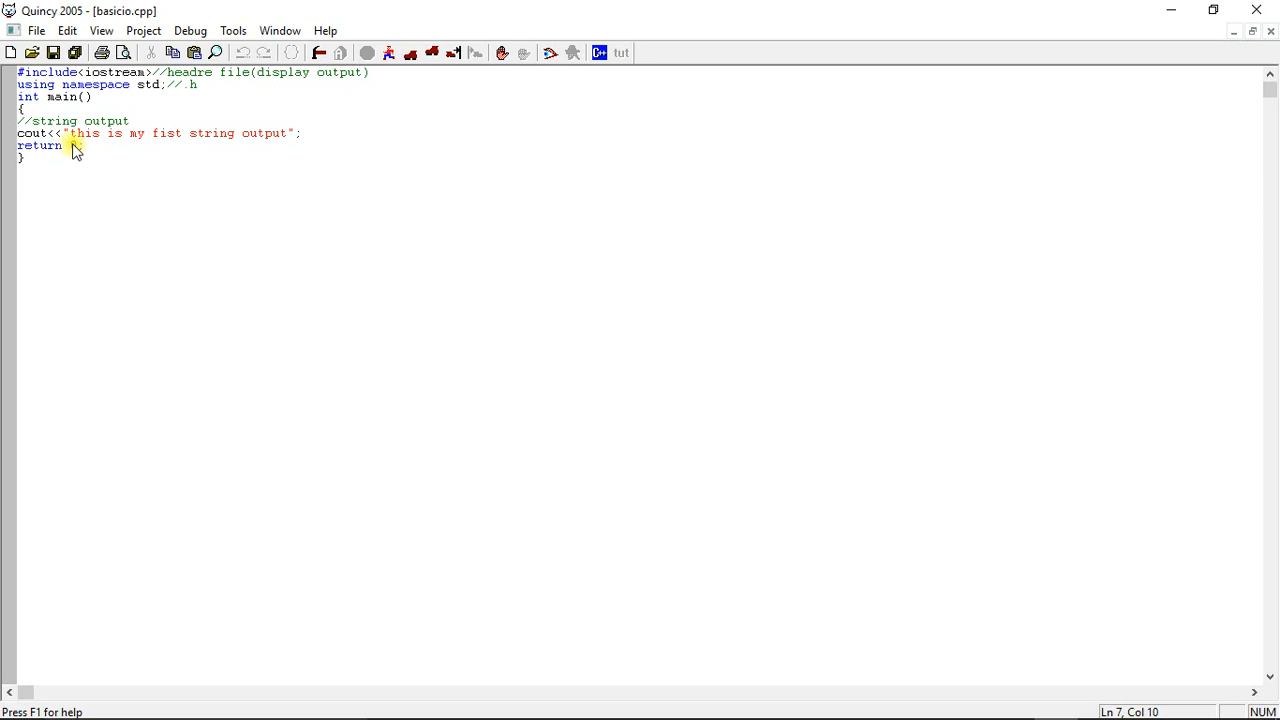 Quincy 2005 - [basicio.cpp]
File Edit View Project Debug Tools Window Help
C++ tut
#include<iostream>//headre file(display output)
using namespace std;//.h
int main()
{
//string output
cout<<"this is my fist string output";
return
}
Press F1 for help
Ln 7, Col 10
NUM